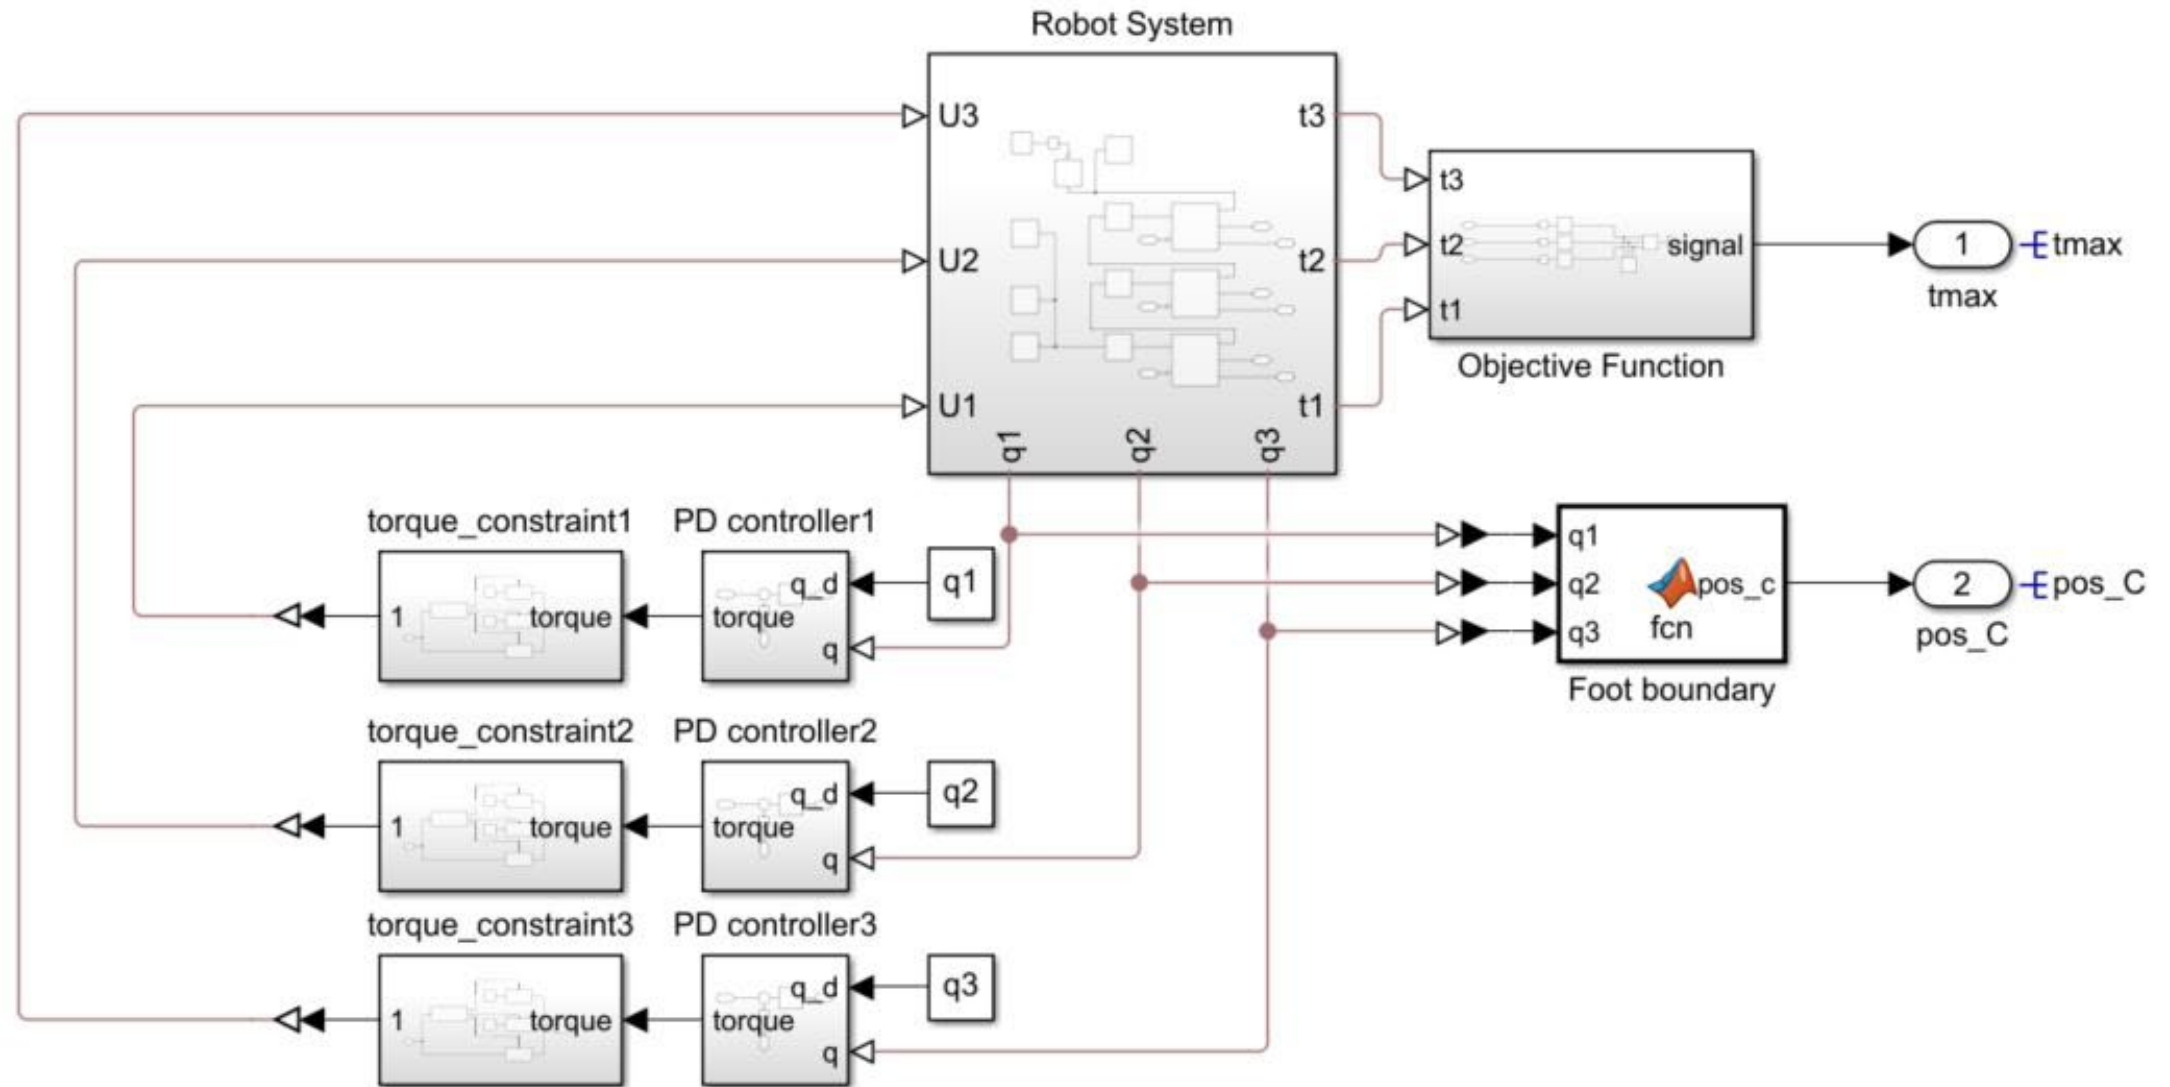 Robot System
U3
t3
t3
U2
t2
t2
signal
1
tmax
tmax
t1
Objective Function
U1
t1
q1
q2
q3
torque_constraint1
PD controller1
q_d
q1
1
torque
torque
q
q1
q2
pos_c
q3
fcn
2
pos_C
pos_C
Foot boundary
torque_constraint2
PD controller2
q_d
q2
1
torque
torque
q
torque_constraint3
PD controller3
q_d
q3
1
torque
torque
q